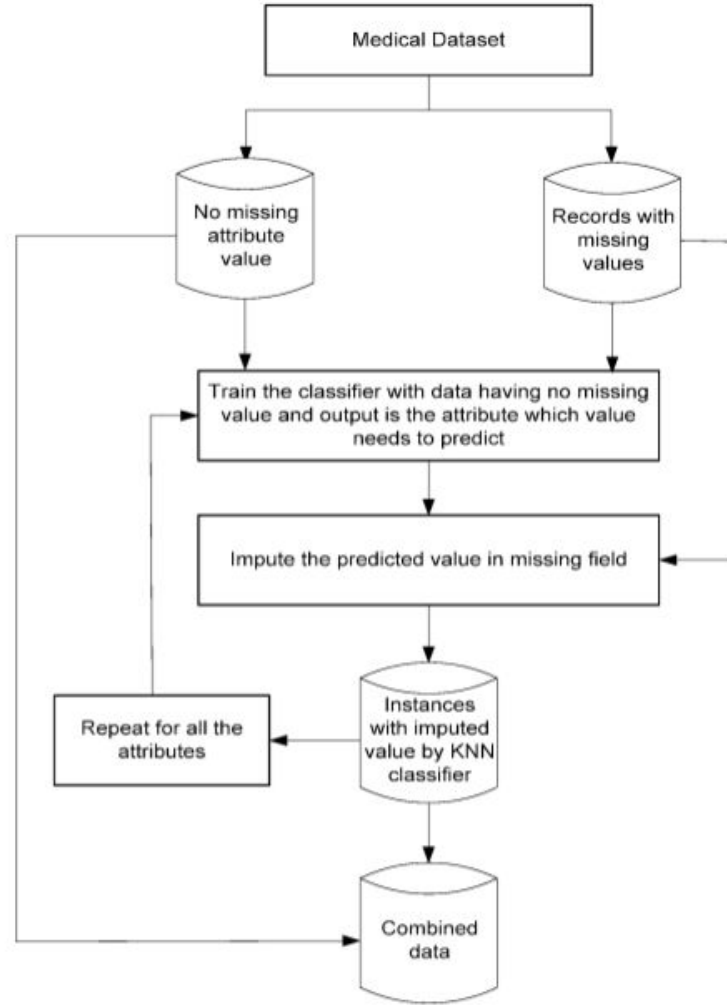 Medical Dataset
No missing
attribute
value
Records with
missing
values
Train the classifier with data having no missing
value and output is the attribute which value
needs to predict
Impute the predicted value in missing field
Repeat for all the
attributes
Instances
with imputed
value by KNN
classifier
Combined
data